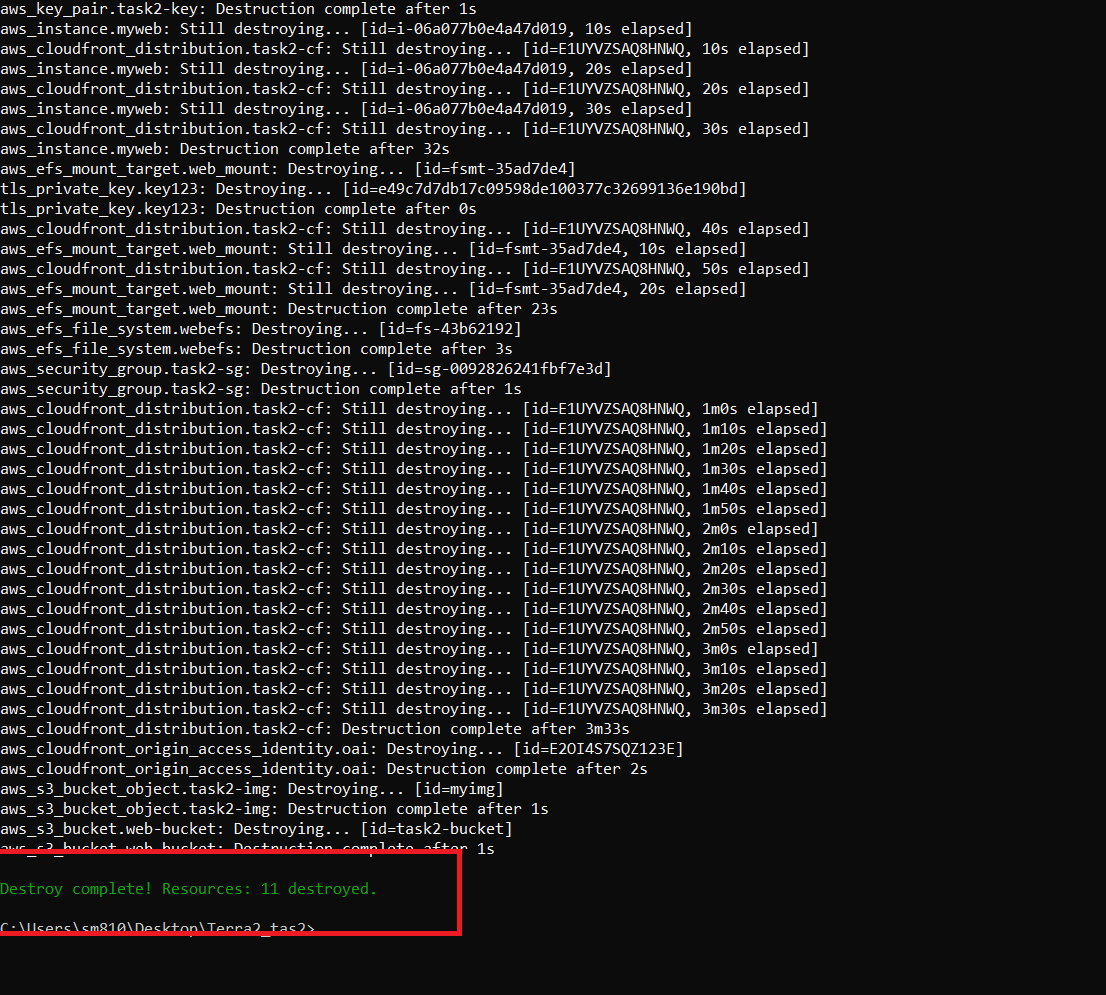 aws_key_pair.task2-key: Destruction complete after 1s
aws_instance.myweb: Still destroying... [id=i-06a077b0e4a47d019, 10s elapsed]
aws_cloudfront_distribution.task2-cf: Still destroying... [id=E1UYVZSAQ8HNWQ, 10s elapsed]
aws_instance.myweb: Still destroying... [id=i-06a077b0e4a47d019, 20s elapsed]
aws_cloudfront_distribution.task2-cf: Still destroying... [id=E1UYVZSAQ8HNWQ, 20s elapsed]
aws_instance.myweb: Still destroying... [id=i-06a077b0e4a47d019, 30s elapsed]
aws_cloudfront_distribution.task2-cf: Still destroying... [id=E1UYVZSAQ8HNWQ, 30s elapsed]
aws_instance.myweb: Destruction complete after 32s
aws_efs_mount_target.web_mount: Destroying... [id=fsmt-35ad7de4]
tls_private_key.key123: Destroying... [id=e49c7d7db17c09598de100377c32699136e190bd]
tls_private_key.key123: Destruction complete after 0s
aws_cloudfront_distribution.task2-cf: Still destroying... [id=E1UYVZSAQ8HNWQ, 40s elapsed]
aws_efs_mount_target.web_mount: Still destroying... [id=fsmt-35ad7de4, 10s elapsed]
aws_cloudfront_distribution.task2-cf: Still destroying... [id=E1UYVZSAQ8HNWQ, 50s elapsed]
aws_efs_mount_target.web_mount: Still destroying... [id=fsmt-35ad7de4, 20s elapsed]
aws_efs_mount_target.web_mount: Destruction complete after 23s
aws_efs_file_system.webefs: Destroying... [id=fs-43b62192]
aws_efs_file_system.webefs: Destruction complete after 3s
aws_security_group.task2-sg: Destroying... [id=sg-0092826241fbf7e3d]
aws_security_group.task2-sg: Destruction complete after 1s
aws_cloudfront_distribution.task2-cf: Still destroying... [id=E1UYVZSAQ8HNWQ, 1m0s elapsed]
aws_cloudfront_distribution.task2-cf: Still destroying... [id=E1UYVZSAQ8HNWQ, 1m10s elapsed]
aws_cloudfront_distribution.task2-cf: Still destroying... [id=E1UYVZSAQ8HNWQ, 1m20s elapsed]
aws_cloudfront_distribution.task2-cf: Still destroying... [id=E1UYVZSAQ8HNWQ, 1m30s elapsed]
aws_cloudfront_distribution.task2-cf: Still destroying... [id=E1UYVZSAQ8HNWQ, 1m40s elapsed]
aws_cloudfront_distribution.task2-cf: Still destroying... [id=E1UYVZSAQ8HNWQ, 1m50s elapsed]
aws_cloudfront_distribution.task2-cf: Still destroying... [id=E1UYVZSAQ8HNWQ, 2m0s elapsed]
aws_cloudfront_distribution.task2-cf: Still destroying... [id=E1UYVZSAQ8HNWQ, 2m10s elapsed]
aws_cloudfront_distribution.task2-cf: Still destroying... [id=E1UYVZSAQ8HNWQ, 2m20s elapsed]
aws_cloudfront_distribution.task2-cf: Still destroying... [id=E1UYVZSAQ8HNWQ, 2m30s elapsed]
aws_cloudfront_distribution.task2-cf: Still destroying... [id=E1UYVZSAQ8HNWQ, 2m40s elapsed]
aws_cloudfront_distribution.task2-cf: Still destroying... [id=E1UYVZSAQ8HNWQ, 2m50s elapsed]
aws_cloudfront_distribution.task2-cf: Still destroying... [id=E1UYVZSAQ8HNWQ, 3m0s elapsed]
aws_cloudfront_distribution.task2-cf: Still destroying... [id=E1UYVZSAQ8HNWQ, 3m10s elapsed]
aws_cloudfront_distribution.task2-cf: Still destroying... [id=E1UYVZSAQ8HNWQ, 3m20s elapsed]
aws_cloudfront_distribution.task2-cf: Still destroying... [id=E1UYVZSAQ8HNWQ, 3m30s elapsed]
aws_cloudfront_distribution.task2-cf: Destruction complete after 3m33s
aws_cloudfront_origin_access_identity.oai: Destroying... [id=E2OI4S7SQZ123E]
aws_cloudfront_origin_access_identity.oai: Destruction complete after 2s
aws_s3_bucket_object.task2-img: Destroying... [id=myimg]
aws_s3_bucket_object.task2-img: Destruction complete after 1s
aws_s3_bucket.web-bucket: Destroying... [id=task2-bucket]
aws_s3_bucket.web-bucket: Destruction complete after 1s
Destroy complete! Resources: 11 destroyed.
C:\Users\sm810\Desktop\Terra2_tas2>